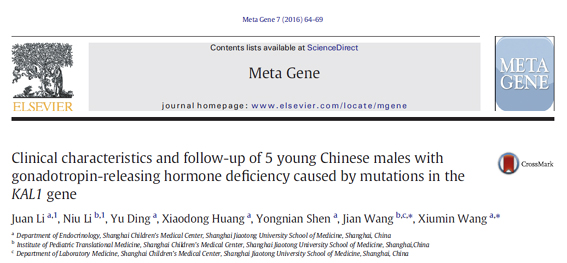 Meta Gene 7 (2016) 64–69
Contents lists available at ScienceDirect
Meta Gene
journal homepage: www.elsevier.com/locate/mgene
ELSEVIER
META
GENE
Clinical characteristics and follow-up of 5 young Chinese males with
gonadotropin-releasing hormone deficiency caused by mutations in the
KAL1 gene
CrossMark
Juan Li a,1, Niu Li b,1, Yu Ding a, Xiaodong Huang a, Yongnian Shen a, Jian Wang b,c,⁎, Xiumin Wang a,⁎
a Department of Endocrinology, Shanghai Children's Medical Center, Shanghai Jiaotong University School of Medicine, Shanghai, China
b Institute of Pediatric Translational Medicine, Shanghai Children's Medical Center, Shanghai Jiaotong University School of Medicine, Shanghai,China
c Department of Laboratory Medicine, Shanghai Children's Medical Center, Shanghai Jiaotong University School of Medicine, Shanghai, China